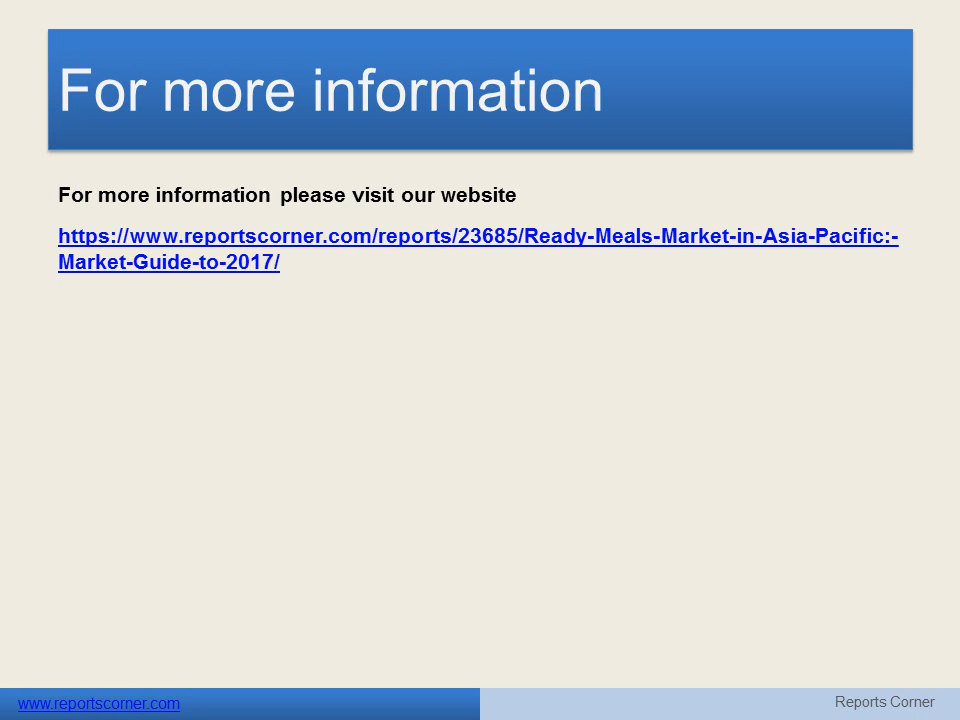 For more information
For more information please visit our website
https://www.reportscorner.com/reports/23685/Ready-Meals-Market-in-Asia-Pacific:-
Market-Guide-to-2017/
www.reportscorner.com
Reports Corner